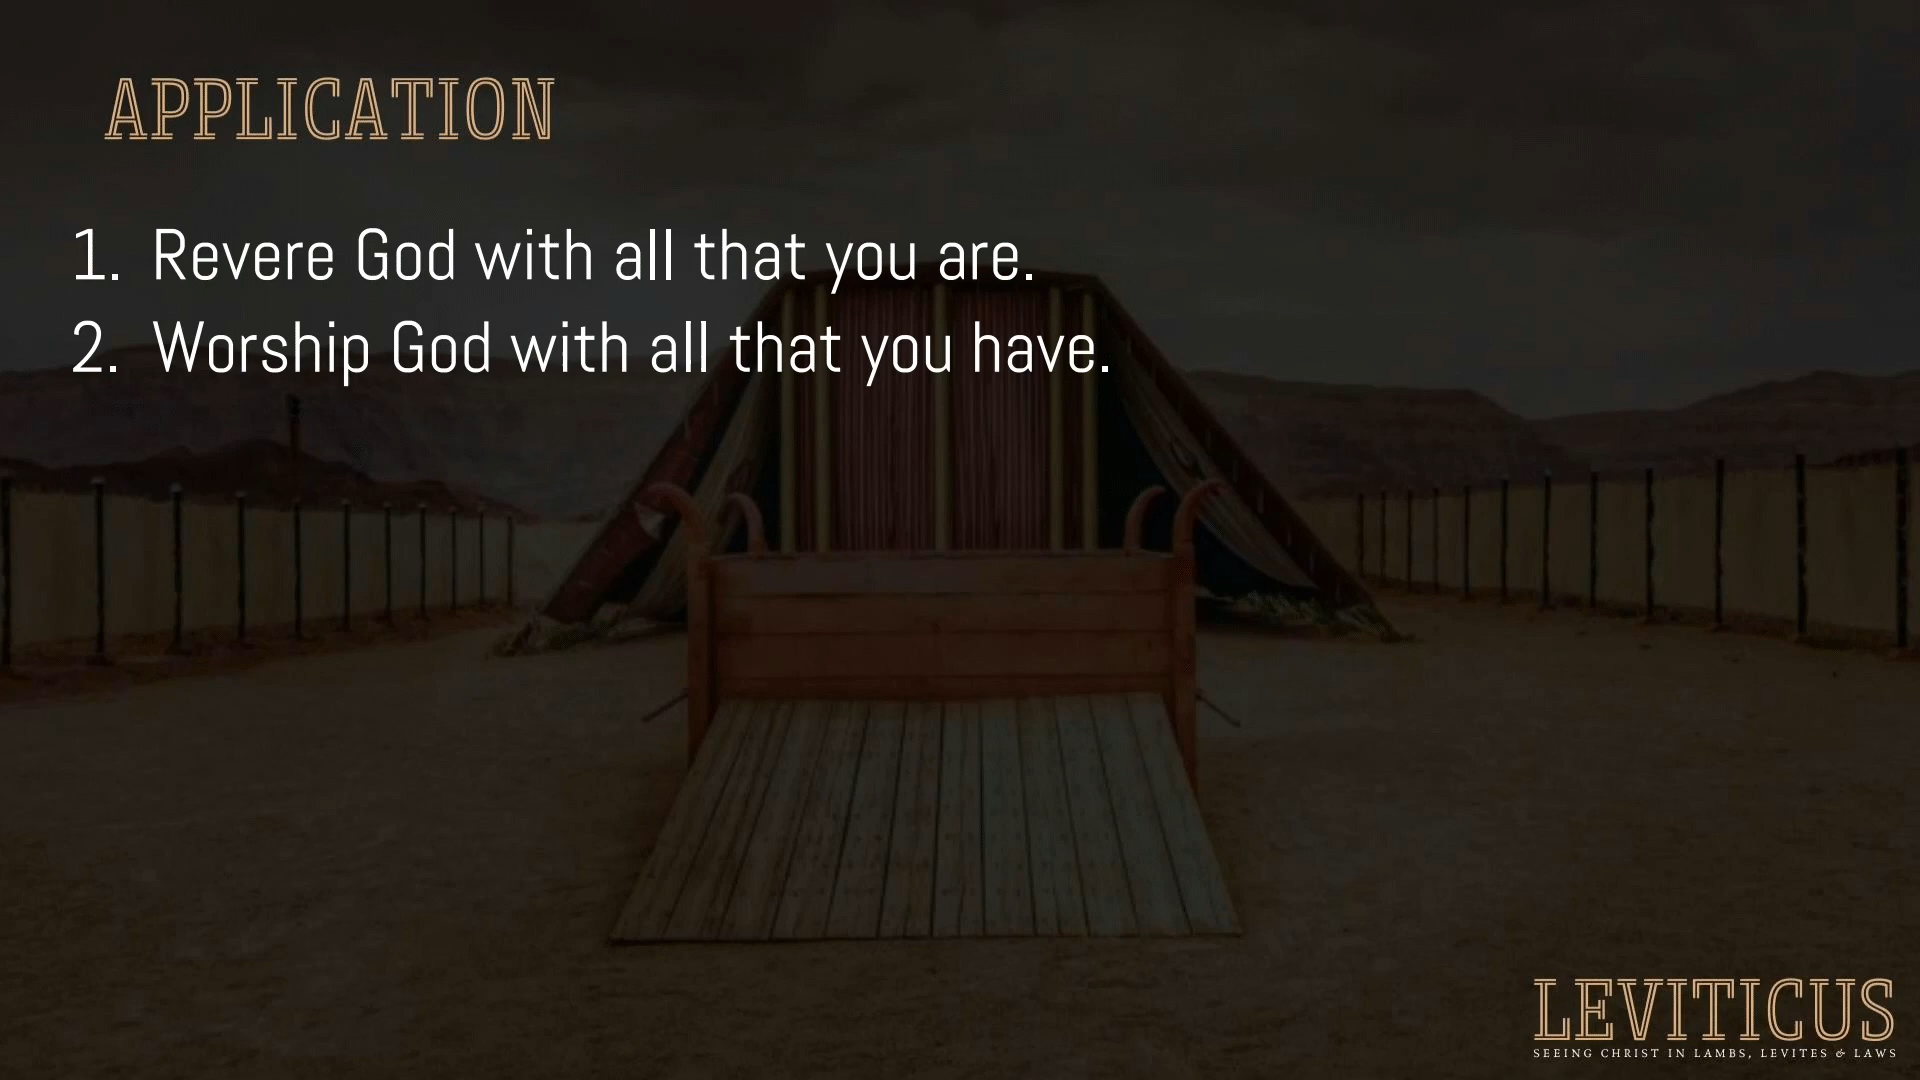 APPLICATION
1. Revere God with all that you are.
2. Worship God with all that you have.
LEVITICUS
SEEING CHRIST IN LAMBS, LEVITES & LAWS